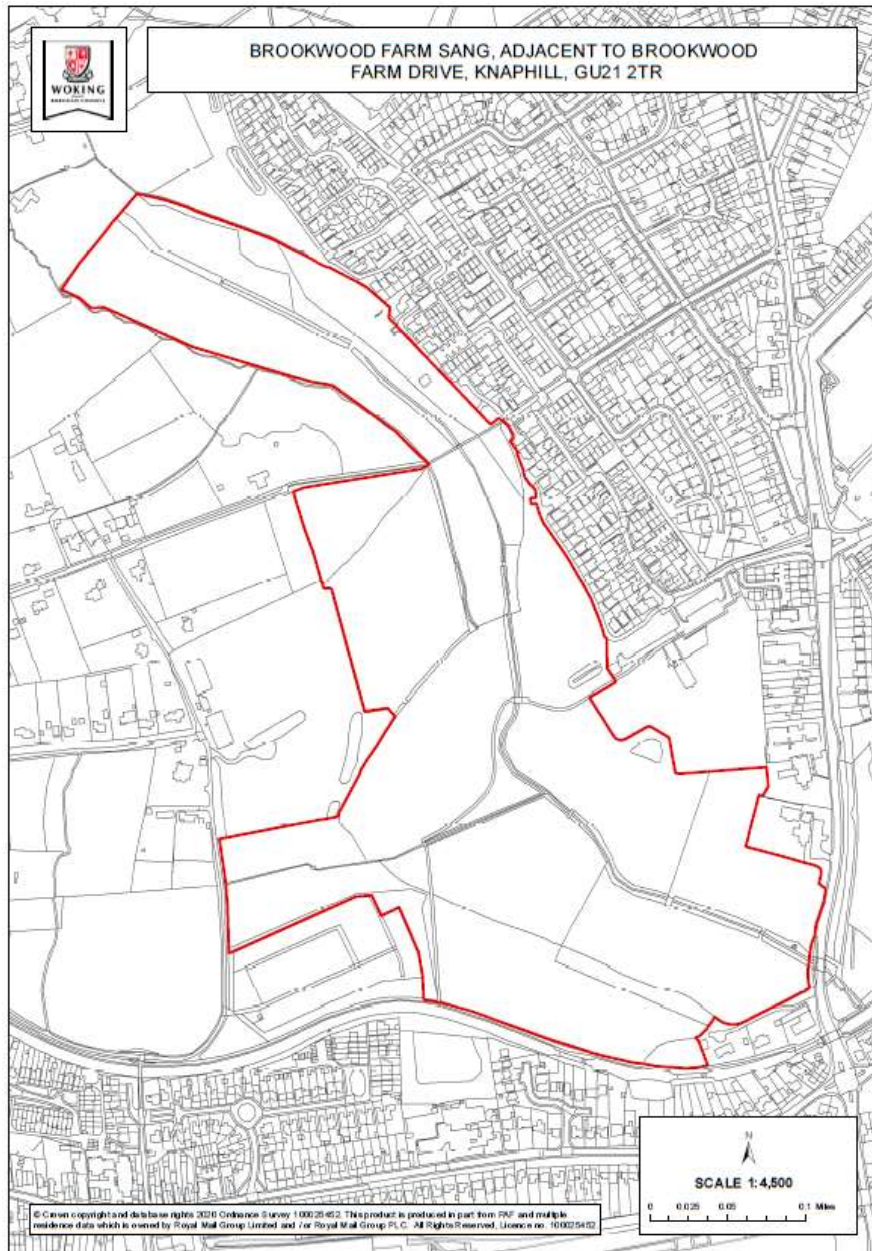 WOKING
BOROUGH COUNCIL
BROOKWOOD FARM SANG, ADJACENT TO BROOKWOOD
FARM DRIVE, KNAPHILL, GU21 2TR
N
SCALE 1:4,500
0 0.025 0.05 0.1 Miles
© Crown copyright and database rights 2020 Ordnance Survey 100025452. This product is produced in part from PAF and multiple
residence data which is owned by Royal Mail Group Limited and / or Royal Mail Group PLC. All Rights Reserved, Licence no. 100025452